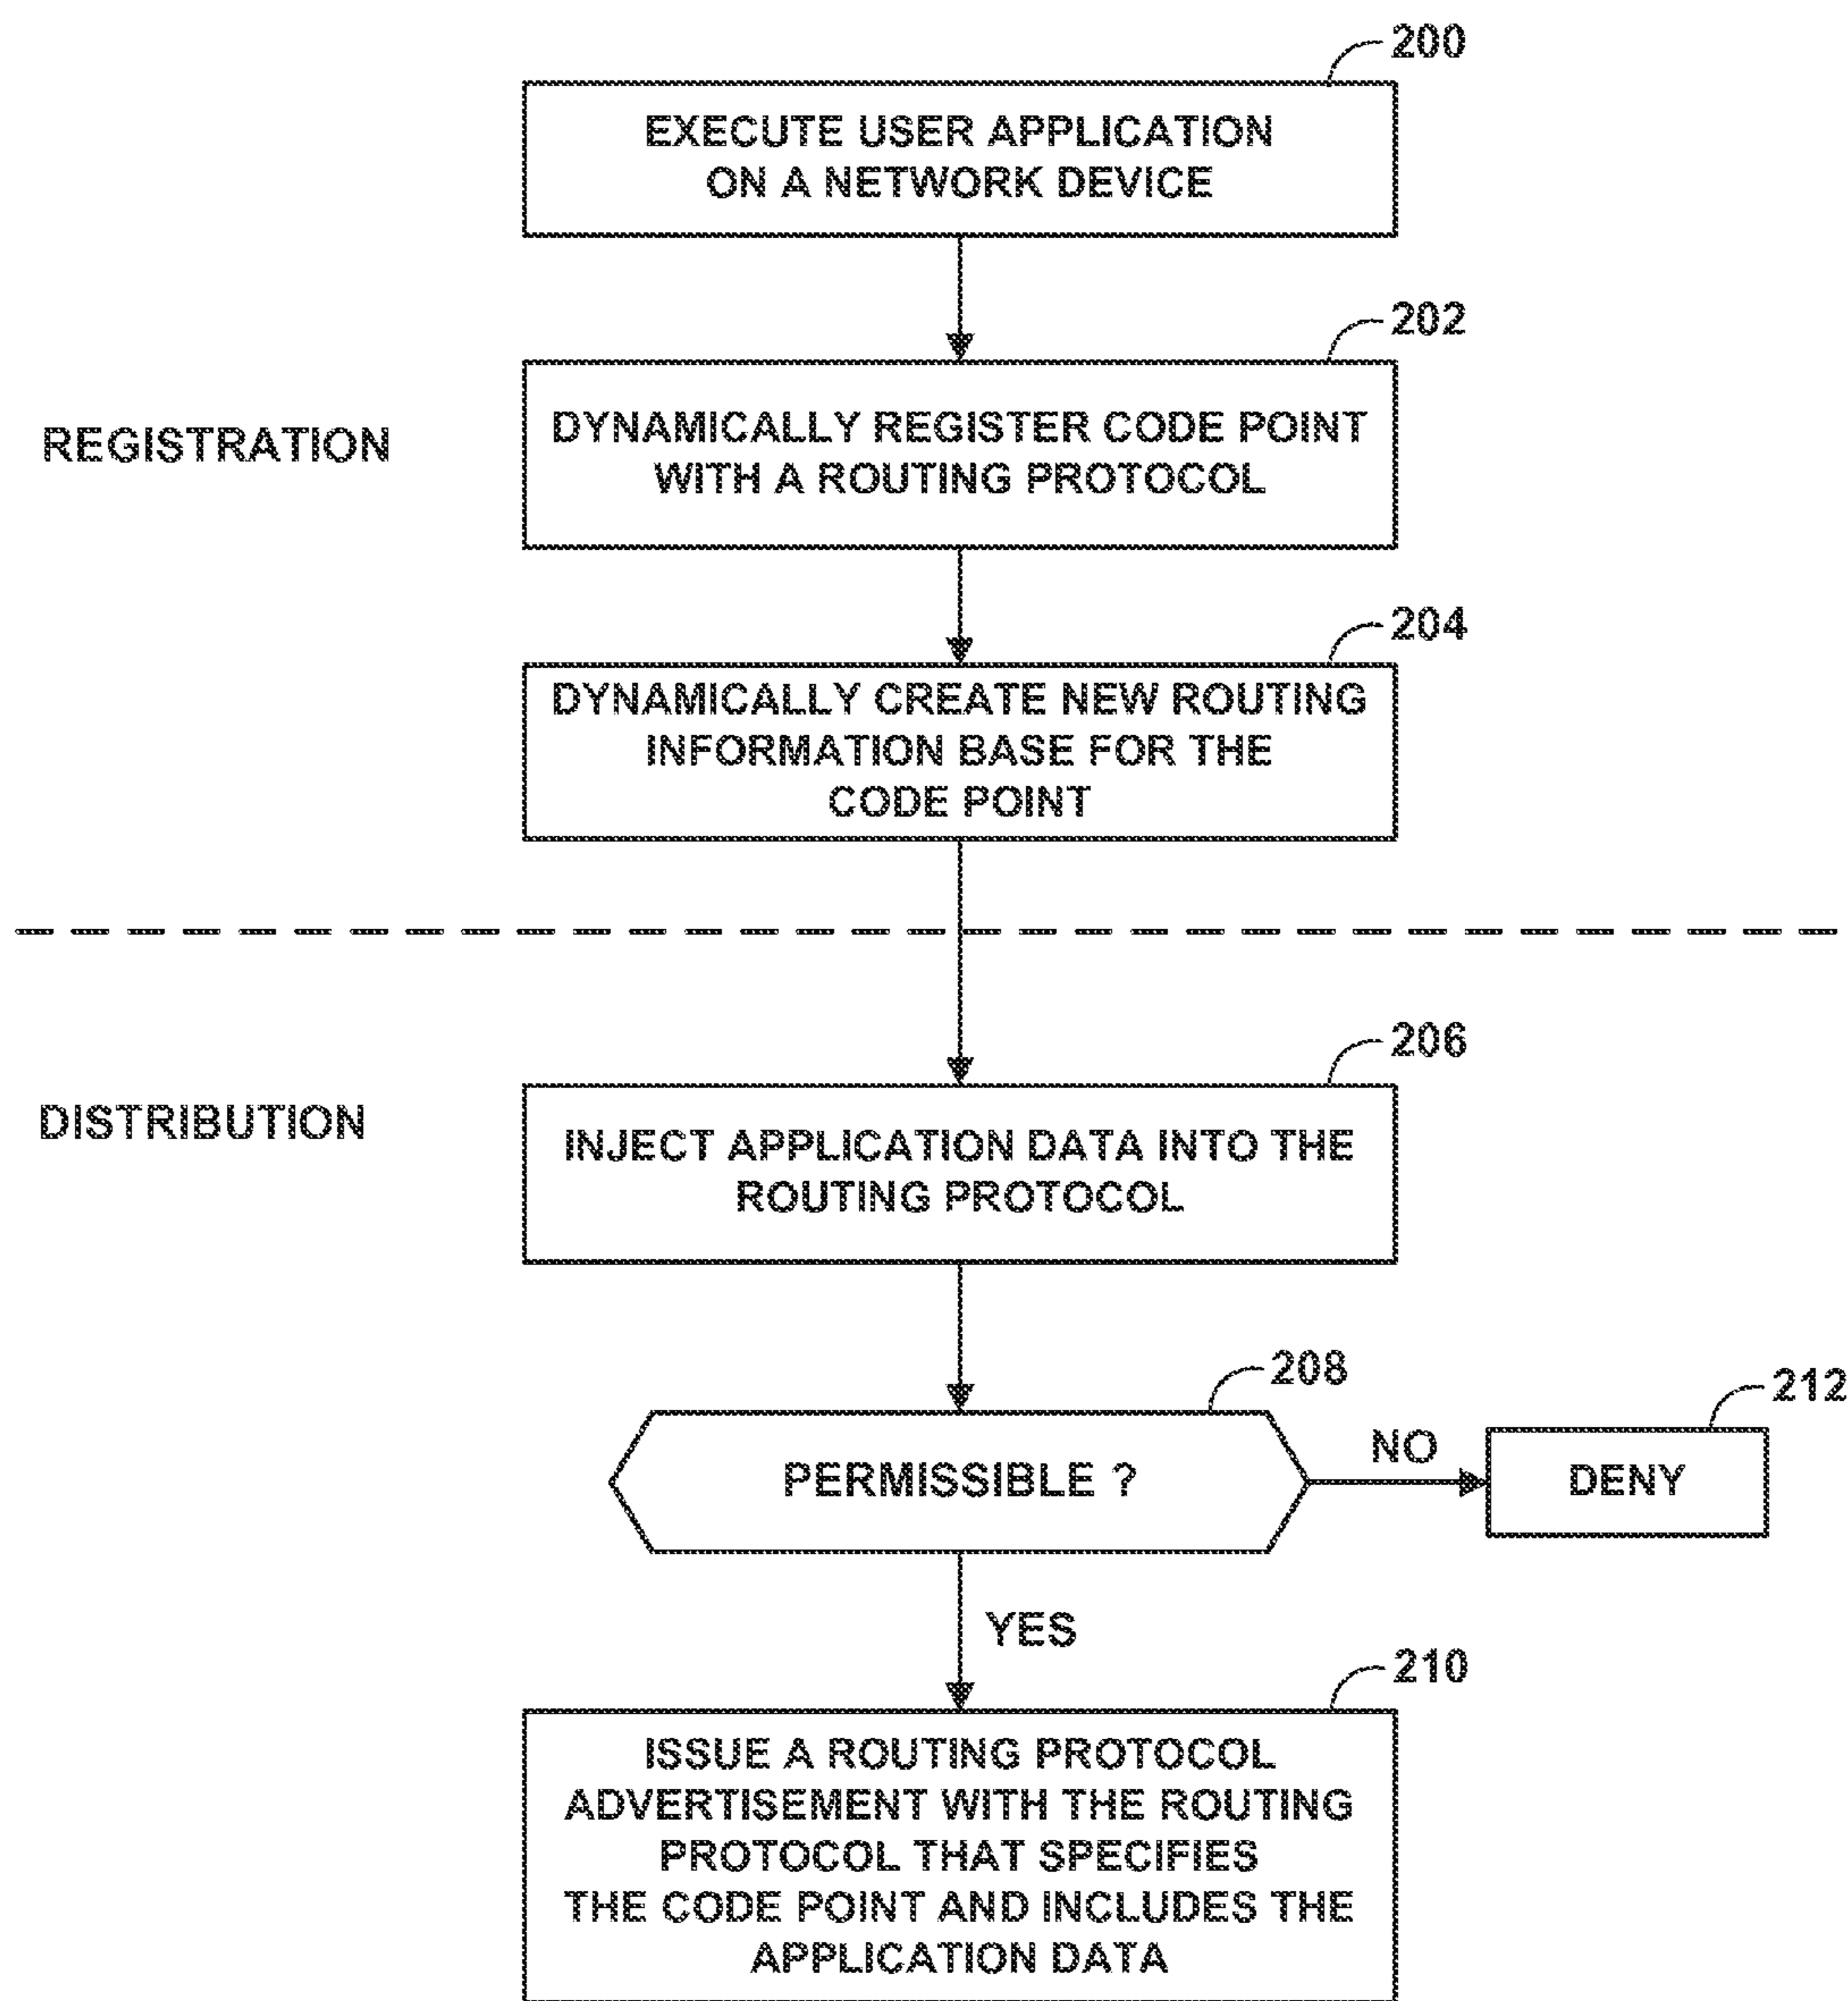 200
EXECUTE USER APPLICATION
ON A NETWORK DEVICE
202
REGISTRATION
DYNAMICALLY REGISTER CODE POINT
WITH A ROUTING PROTOCOL
204
DYNAMICALLY CREATE NEW ROUTING
INFORMATION BASE FOR THE
CODE POINT
206
DISTRIBUTION
INJECT APPLICATION DATA INTO THE
ROUTING PROTOCOL
208
212
PERMISSIBLE ?
NO
DENY
YES
210
ISSUE A ROUTING PROTOCOL
ADVERTISEMENT WITH THE ROUTING
PROTOCOL THAT SPECIFIES
THE CODE POINT AND INCLUDES THE
APPLICATION DATA